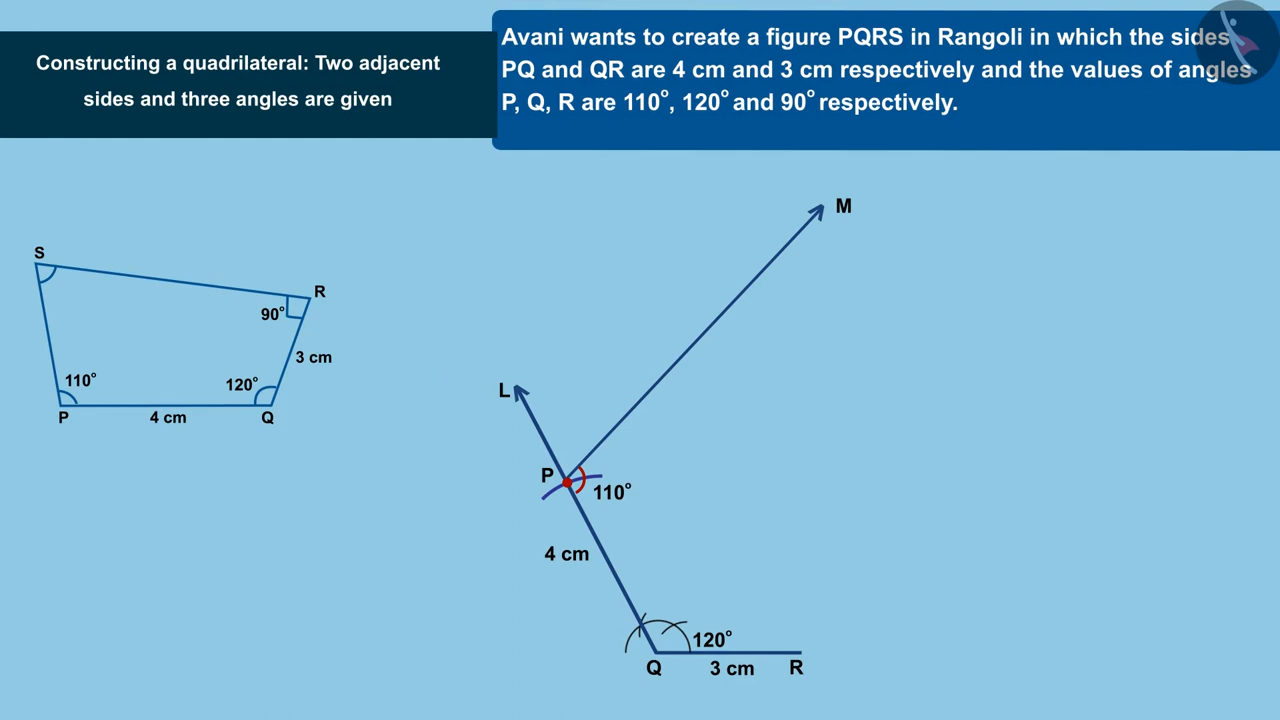 Constructing a quadrilateral: Two adjacent
sides and three angles are given
Avani wants to create a figure PQRS in Rangoli in which the sides
PQ and QR are 4 cm and 3 cm respectively and the values of angles
P, Q, R are 110°, 120° and 90° respectively.
S
R
90°
3 cm
110°
120°
P
4 cm
Q
M
L
P
110°
4 cm
120°
Q
3 cm
R